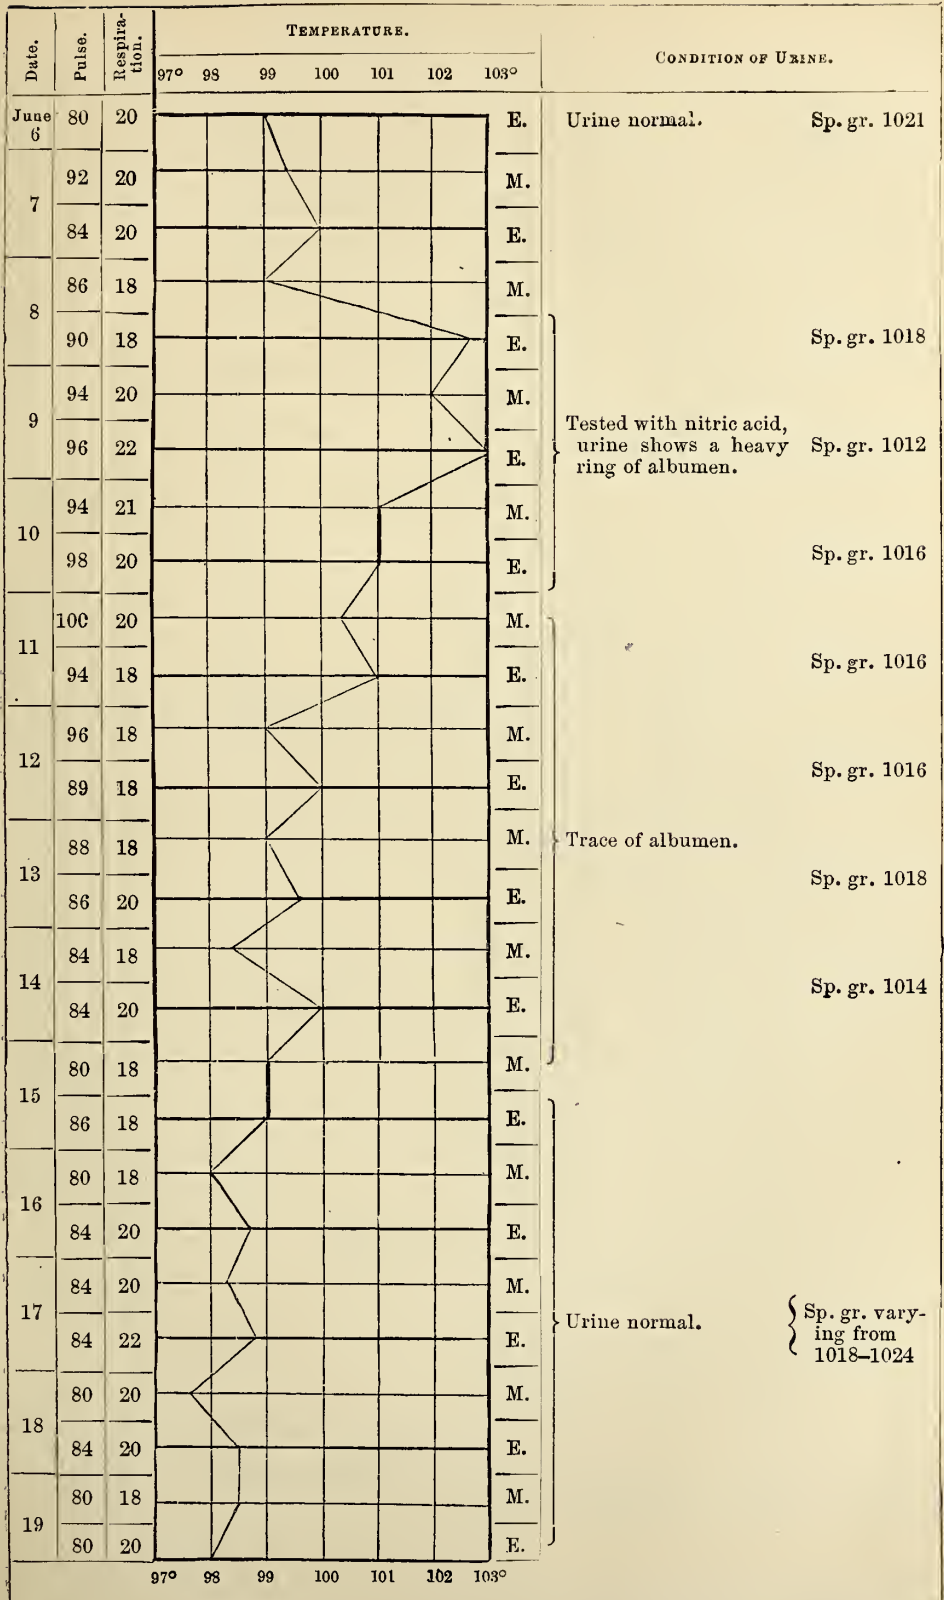 Date. Pulse. Respira-
tion. TEMPERATURE. CONDITION OF URINE.
97° 98 99 100 101 102 103°
June 6 80 20 E. Urine normal. Sp. gr. 1021
7 92 20 M.
84 20 E.
8 86 18 M.
90 18 E. Sp. gr. 1018
9 94 20 M. Tested with nitric acid,
96 22 E. urine shows a heavy Sp. gr. 1012
ring of albumen.
10 94 21 M.
98 20 E. Sp. gr. 1016
11 100 20 M.
94 18 E. Sp. gr. 1016
12 96 18 M.
89 18 E. Sp. gr. 1016
13 88 18 M. Trace of albumen.
86 20 E. Sp. gr. 1018
14 84 18 M.
84 20 E. Sp. gr. 1014
15 80 18 M.
86 18 E.
16 80 18 M.
84 20 E.
17 84 20 M.
84 22 E. Urine normal. Sp. gr. vary-
ing from
1018–1024
18 80 20 M.
84 20 E.
19 80 18 M.
80 20 E.
97° 98 99 100 101 102 103°